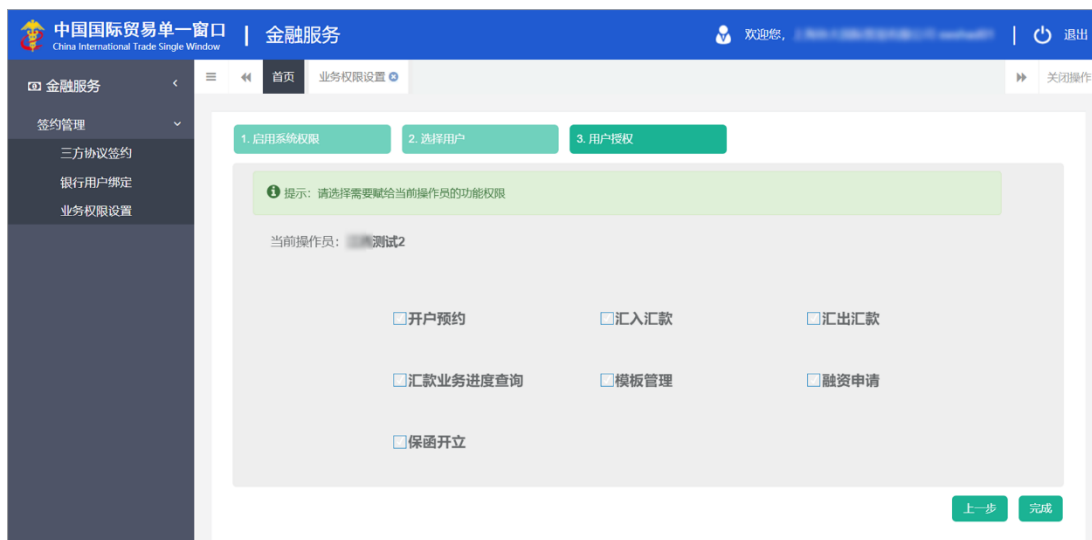 中国国际贸易单一窗口 | 金融服务
China International Trade Single Window
欢迎您,
退出
金融服务
首页
业务权限设置
关闭操作
签约管理
三方协议签约
银行用户绑定
业务权限设置
1. 启用系统权限
2. 选择用户
3. 用户授权
提示：请选择需要赋给当前操作员的功能权限
当前操作员： 测试2
开户预约
汇入汇款
汇出汇款
汇款业务进度查询
模板管理
融资申请
保函开立
上一步
完成